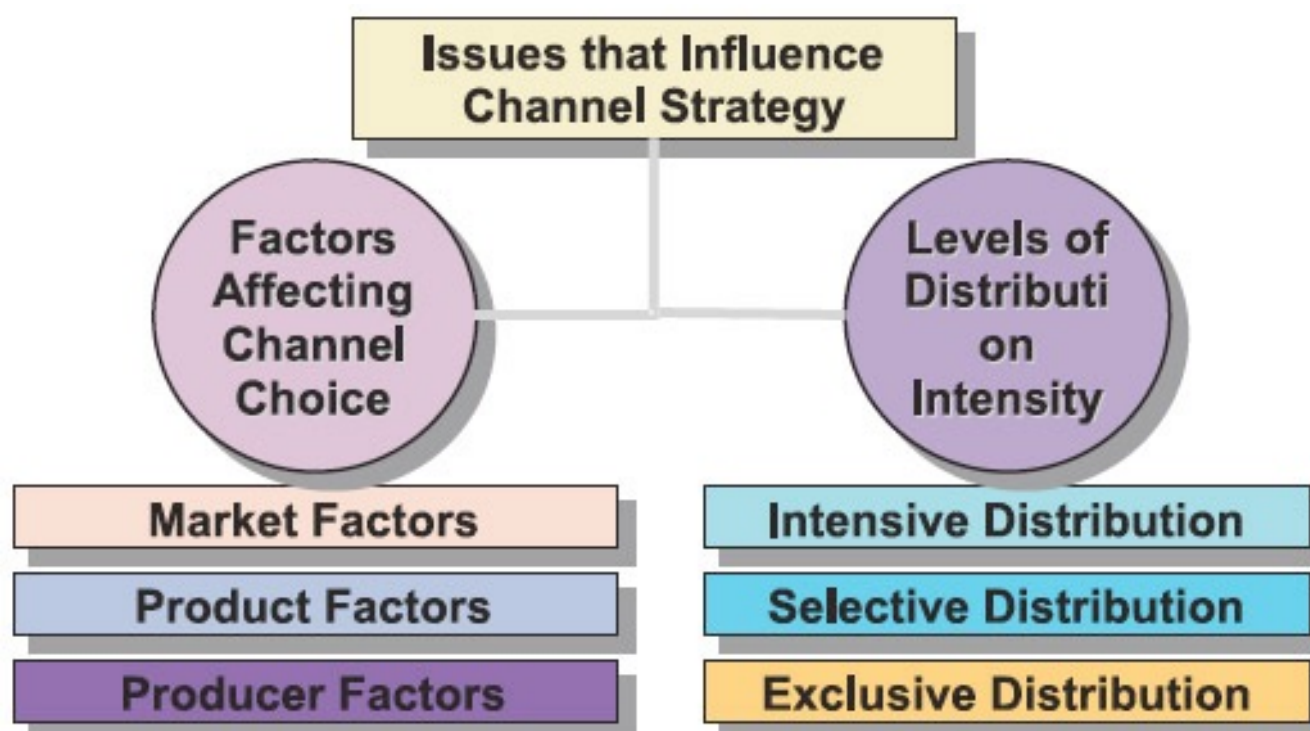 Issues that Influence
Channel Strategy
Factors
Affecting
Channel
Choice
Levels of
Distributi
on
Intensity
Market Factors
Product Factors
Producer Factors
Intensive Distribution
Selective Distribution
Exclusive Distribution